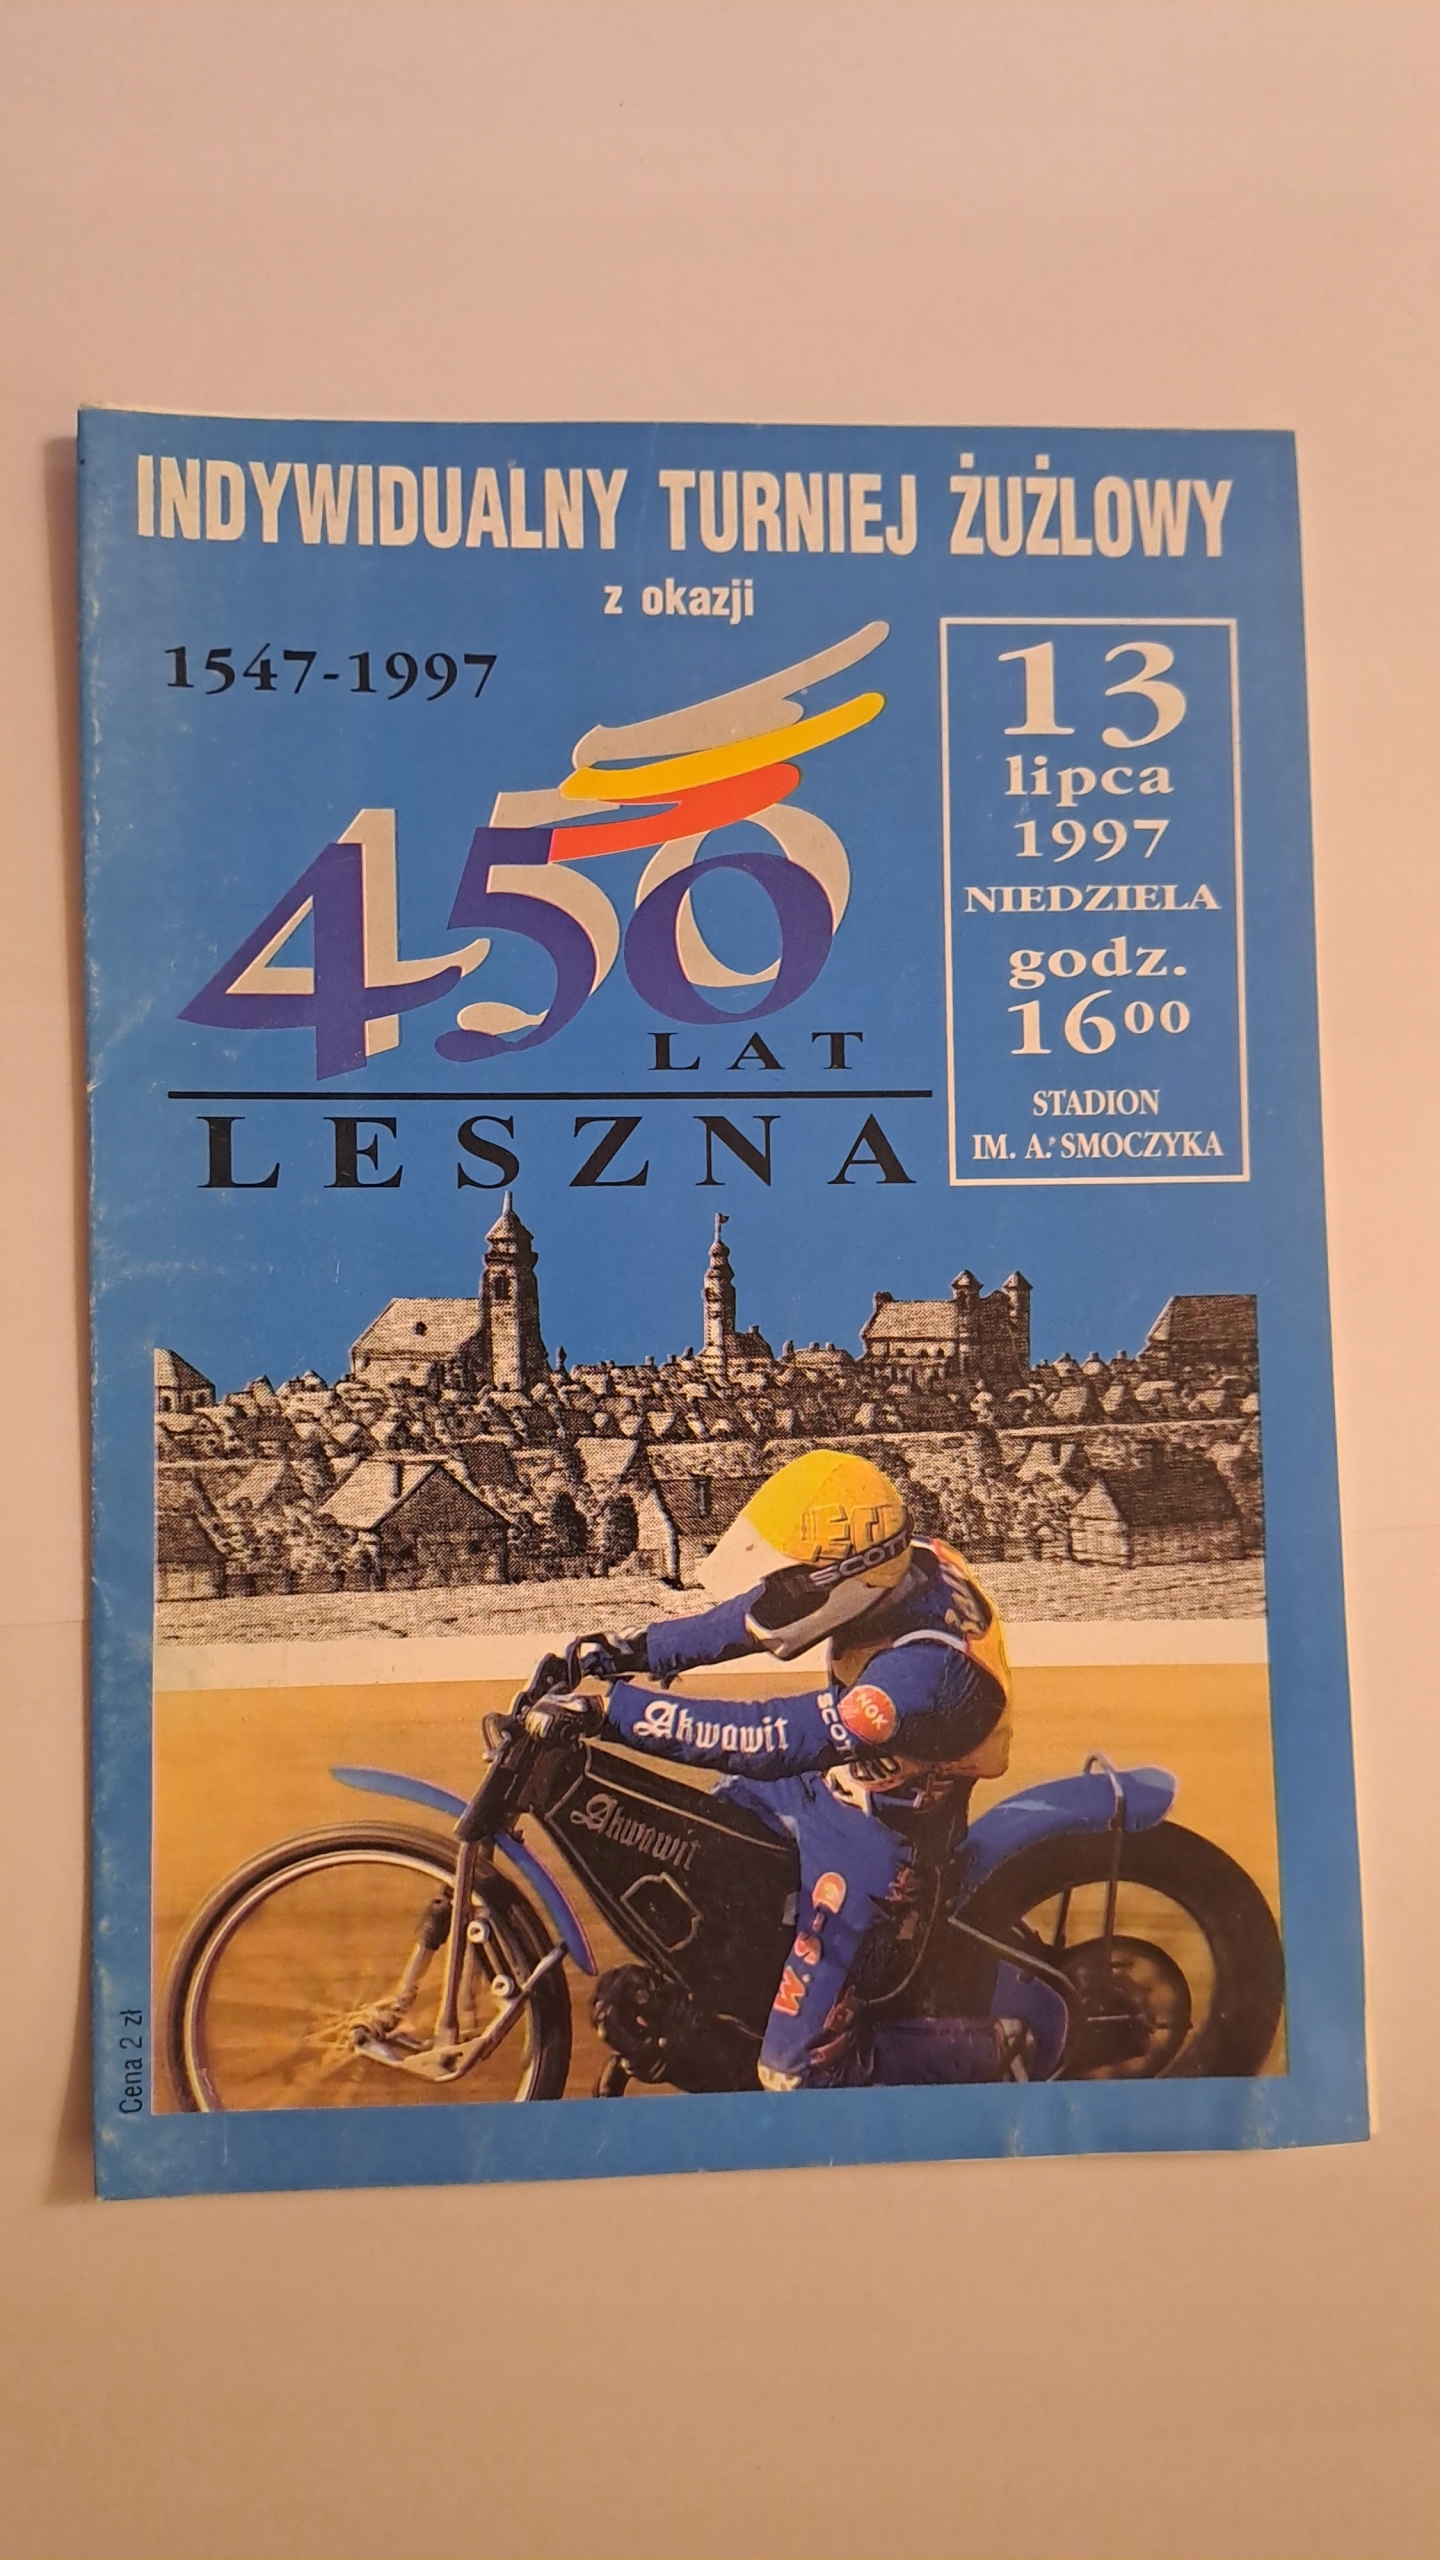 INDYWIDUALNY TURNIEJ ŻUŻLOWY
z okazji
1547-1997
450
LAT
LESZNA
13
lipca
1997
NIEDZIELA
godz.
16⁰⁰
STADION
IM. A. SMOCZYKA
SCOTT
Akwawit
NGK
Akwawit
Cena 2 zł